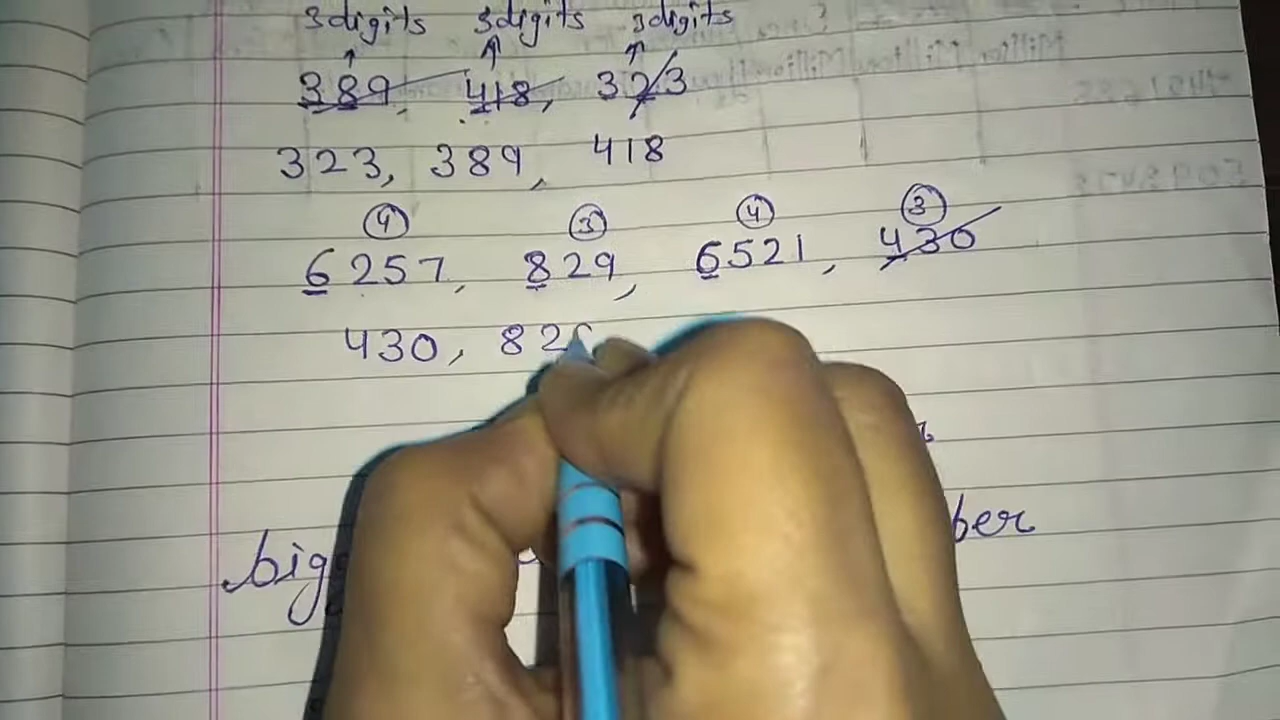 3digits 3digits 3digits
389, 418, 323
323, 389, 418
4 3 4 3
6257, 829, 6521, 430
430, 82
big
ber